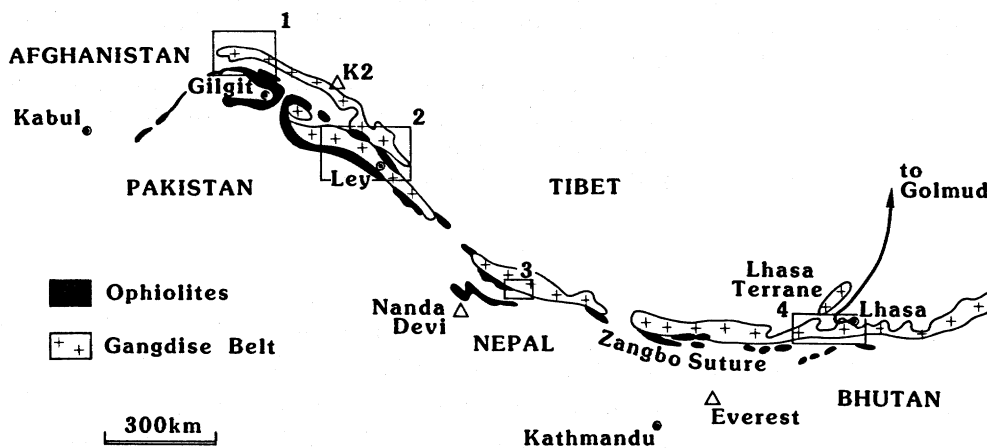 1
AFGHANISTAN
K2
Gilgit
Kabul
2
Ley
PAKISTAN
TIBET
to
Golmud
3
Lhasa
Terrane
4
Lhasa
Ophiolites
Nanda
Devi
NEPAL
Zangbo Suture
Gangdise Belt
BHUTAN
Everest
300km
Kathmandu